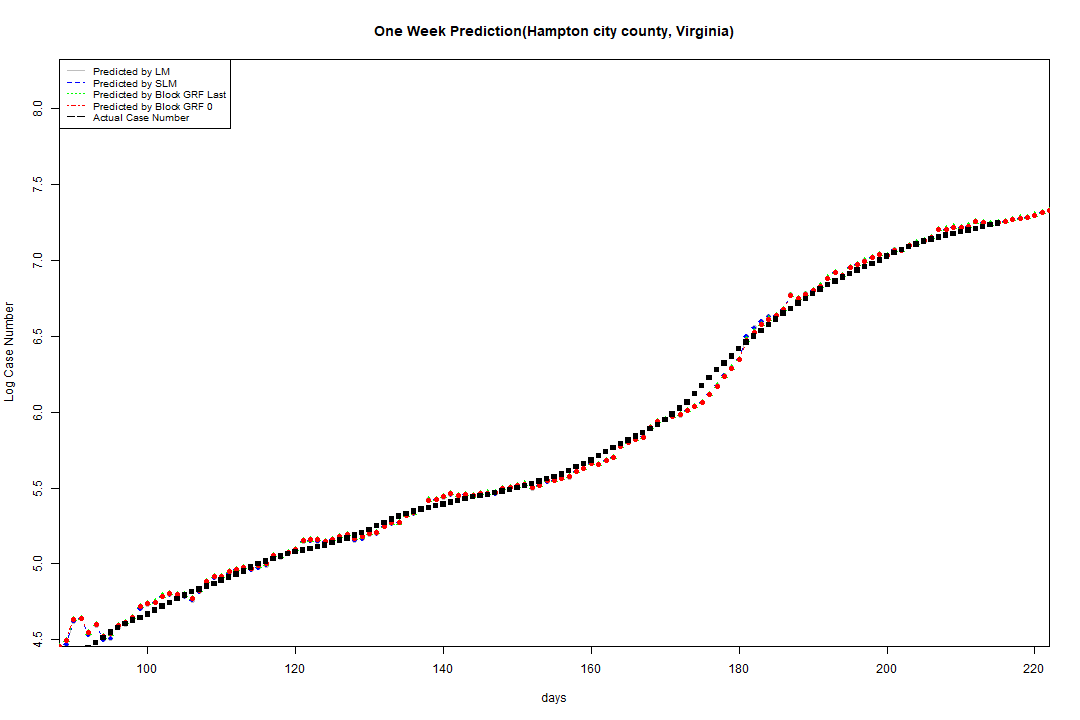 One Week Prediction(Hampton city county, Virginia)
Predicted by LM
Predicted by SLM
Predicted by Block GRF Last
Predicted by Block GRF 0
Actual Case Number
8.0
7.5
7.0
6.5
6.0
5.5
5.0
4.5
Log Case Number
100 120 140 160 180 200 220
days